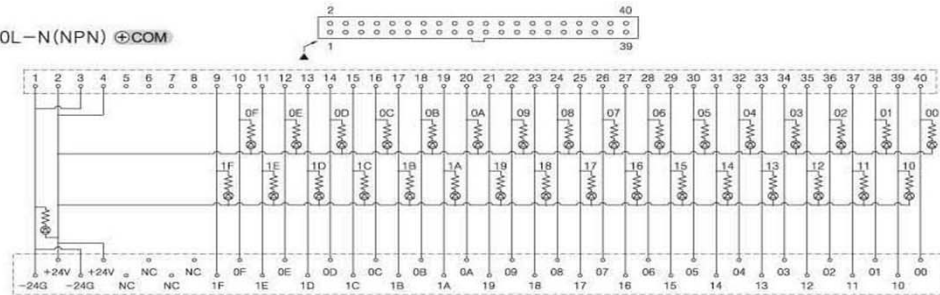 2 40
0L-N(NPN) ⊕COM
1 39
1 2 3 4 5 6 7 8 9 10 11 12 13 14 15 16 17 18 19 20 21 22 23 24 25 26 27 28 29 30 31 32 33 34 35 36 37 38 39 40
0F 0E 0D 0C 0B 0A 09 08 07 06 05 04 03 02 01 00
1F 1E 1D 1C 1B 1A 19 18 17 16 15 14 13 12 11 10
+24V +24V NC NC 0F 0E 0D 0C 0B 0A 09 08 07 06 05 04 03 02 01 00
-24G -24G NC NC 1F 1E 1D 1C 1B 1A 19 18 17 16 15 14 13 12 11 10